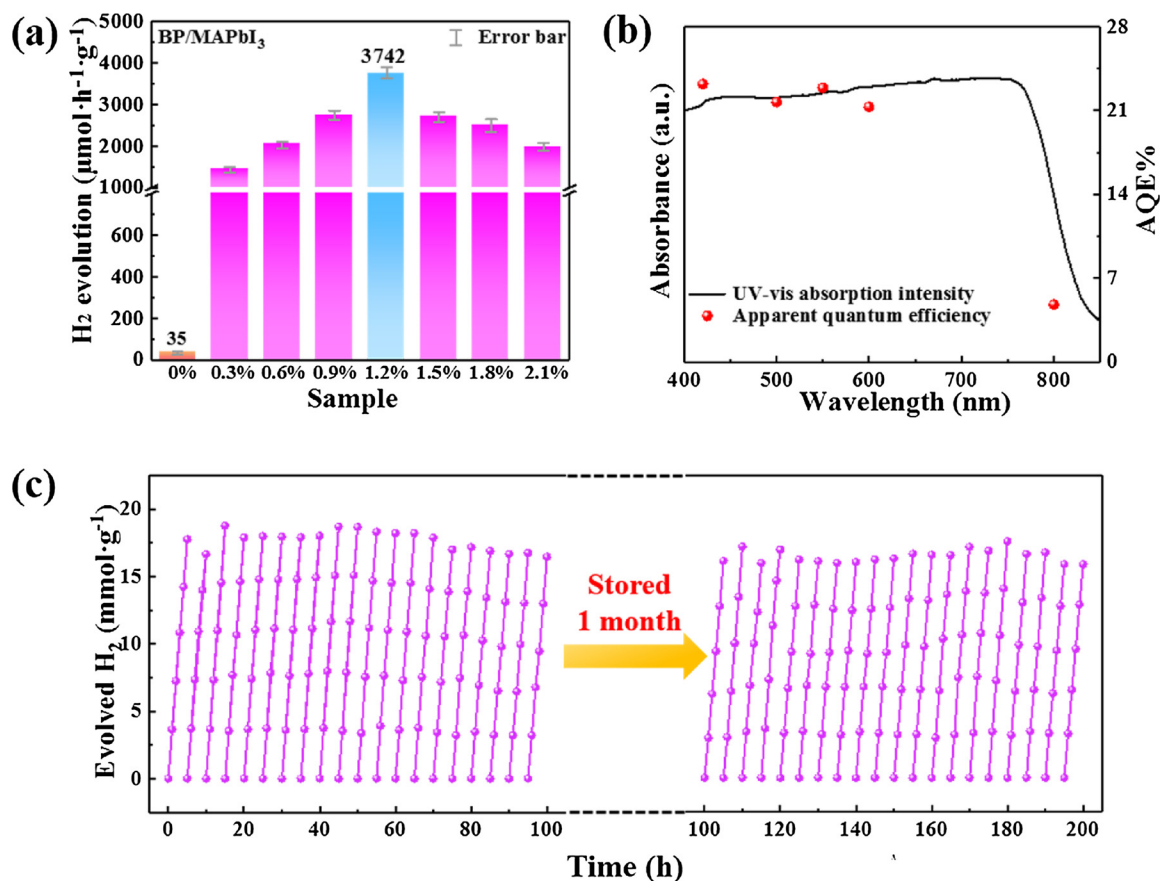 (a)
BP/MAPbI3
Error bar
3742
35
H2 evolution (μmol·h-1·g-1)
5000
4000
3000
2000
1000
600
400
200
0
0% 0.3% 0.6% 0.9% 1.2% 1.5% 1.8% 2.1%
Sample
(b)
Absorbance (a.u.)
UV-vis absorption intensity
Apparent quantum efficiency
28
21
14
7
0
AQE%
400 500 600 700 800
Wavelength (nm)
(c)
Evolved H2 (mmol·g-1)
20
15
10
5
0
Stored
1 month
0 20 40 60 80 100 100 120 140 160 180 200
Time (h)